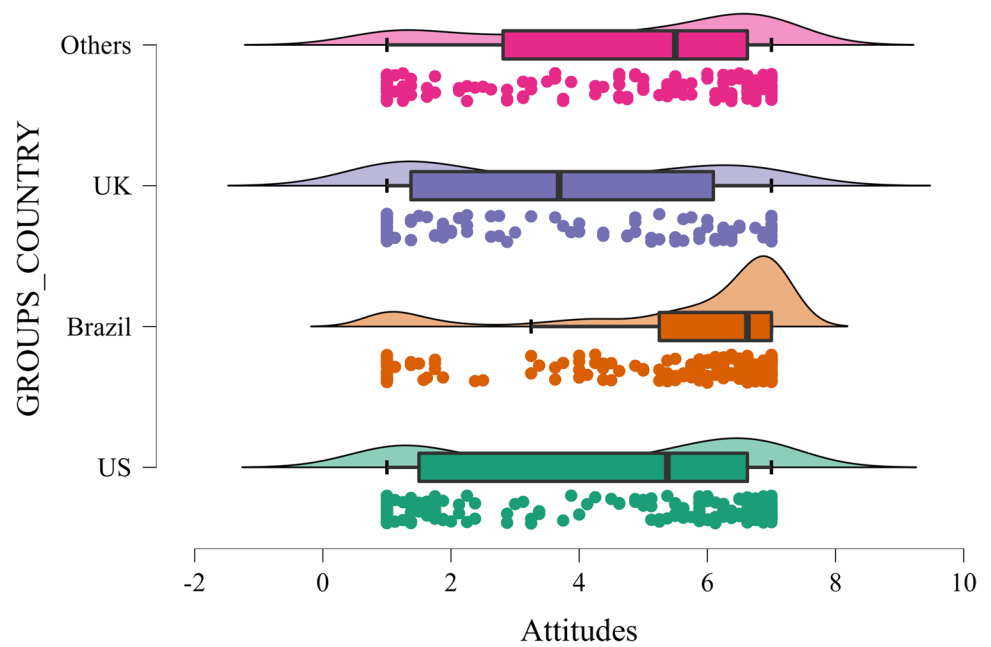 GROUPS_COUNTRY
Others
UK
Brazil
US
-2 0 2 4 6 8 10
Attitudes